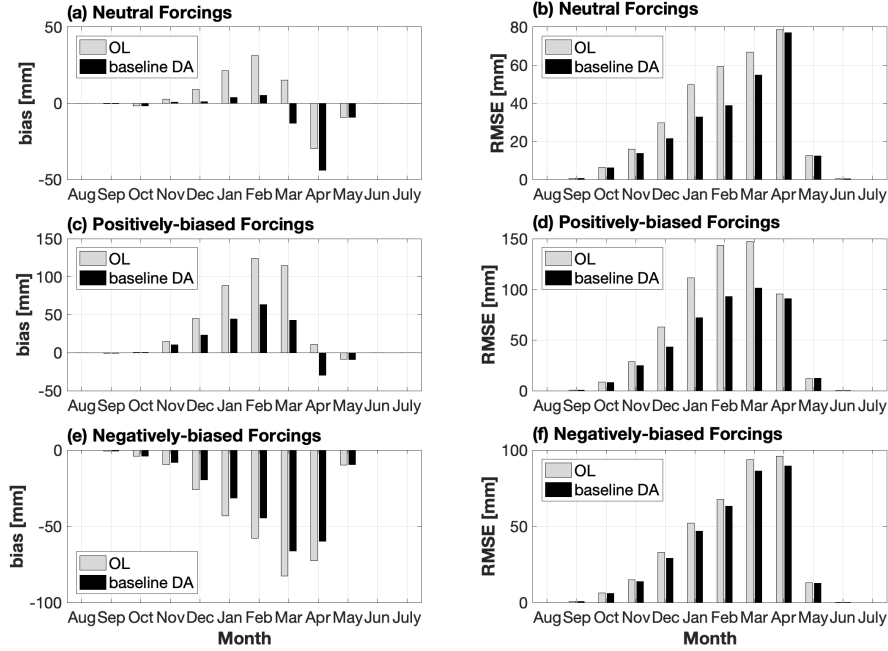 (a) Neutral Forcings
50
0
-50
bias [mm]
OL
baseline DA
Aug Sep Oct Nov Dec Jan Feb Mar Apr May Jun July
(b) Neutral Forcings
80
60
40
20
0
RMSE [mm]
OL
baseline DA
Aug Sep Oct Nov Dec Jan Feb Mar Apr May Jun July
(c) Positively-biased Forcings
150
100
50
0
-50
bias [mm]
OL
baseline DA
Aug Sep Oct Nov Dec Jan Feb Mar Apr May Jun July
(d) Positively-biased Forcings
150
100
50
0
RMSE [mm]
OL
baseline DA
Aug Sep Oct Nov Dec Jan Feb Mar Apr May Jun July
(e) Negatively-biased Forcings
0
-50
-100
bias [mm]
OL
baseline DA
Aug Sep Oct Nov Dec Jan Feb Mar Apr May Jun July
Month
(f) Negatively-biased Forcings
100
50
0
RMSE [mm]
OL
baseline DA
Aug Sep Oct Nov Dec Jan Feb Mar Apr May Jun July
Month